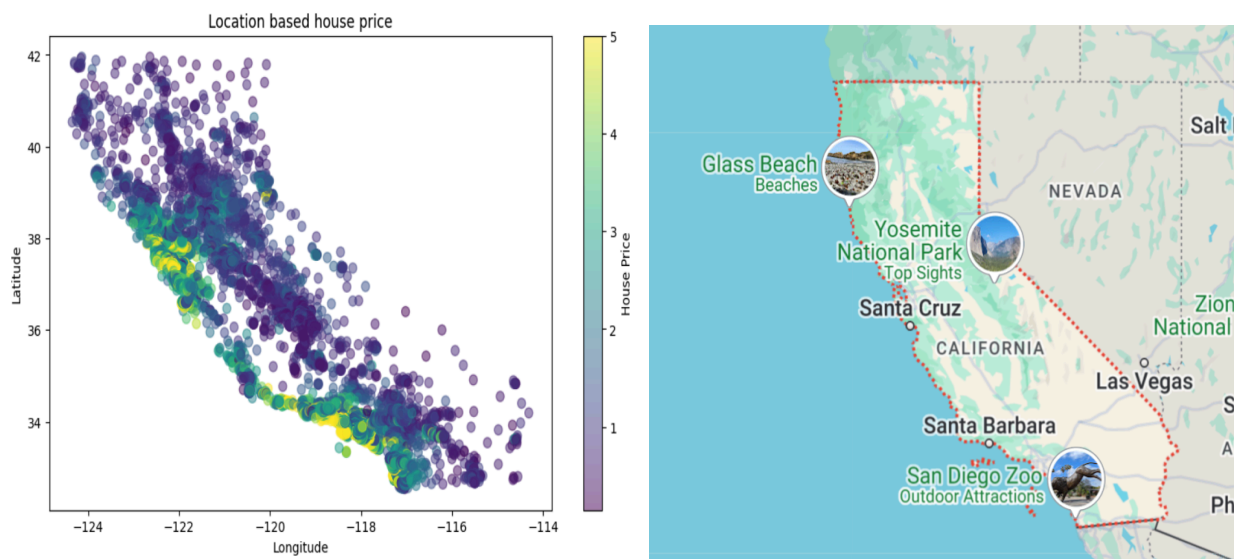 Location based house price
42
40
38
36
34
Latitude
−124
−122
−120
−118
−116
−114
Longitude
5
4
3
2
1
House Price
Salt
Glass Beach
Beaches
NEVADA
Yosemite
National Park
Top Sights
Zion
National
Santa Cruz
CALIFORNIA
Las Vegas
S
Santa Barbara
A
San Diego Zoo
Outdoor Attractions
Ph